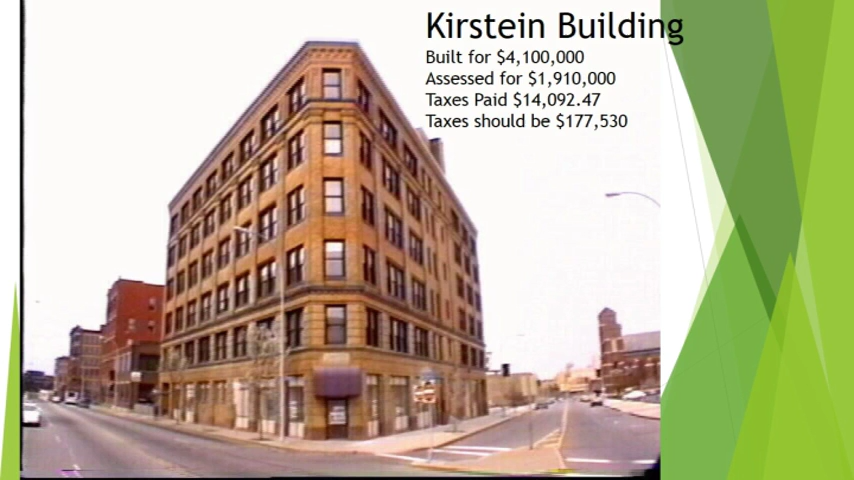 Kirstein Building
Built for $4,100,000
Assessed for $1,910,000
Taxes Paid $14,092.47
Taxes should be $177,530